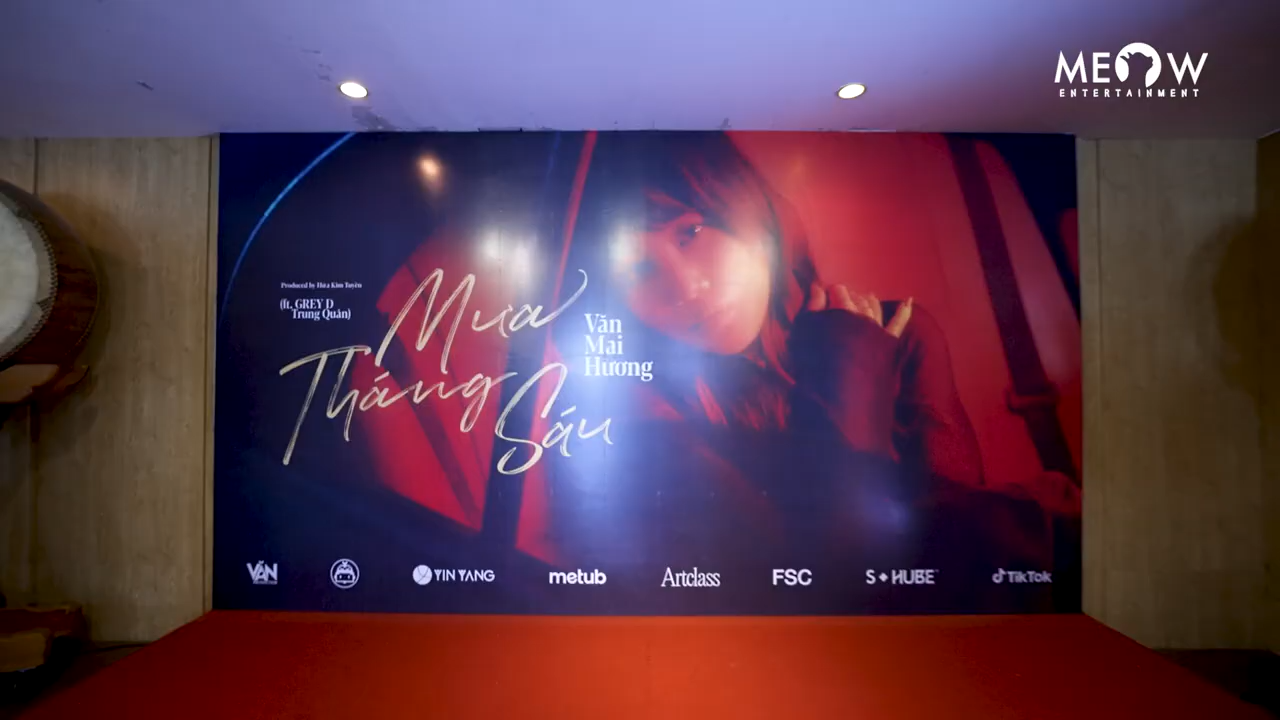 MEOW
ENTERTAINMENT
Produced by Hứa Kim Tuyền
(ft. GREY D
Trung Quân)
Mưa
Tháng
Sáu
Văn
Mai
Hương
VĂN
YIN YANG
metub
Artclass
FSC
S HUBE
TikTok